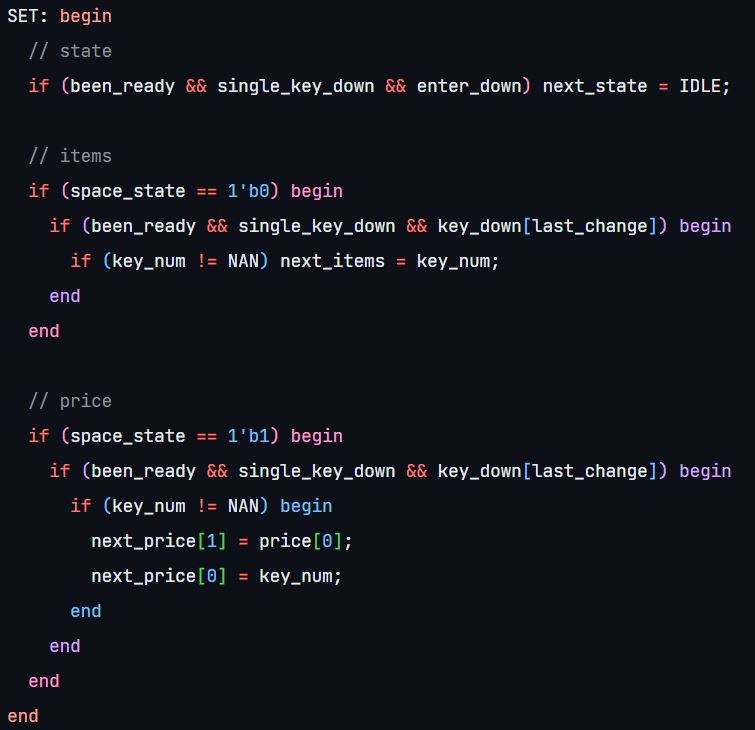 SET: begin
  // state
  if (been_ready && single_key_down && enter_down) next_state = IDLE;

  // items
  if (space_state == 1'b0) begin
    if (been_ready && single_key_down && key_down[last_change]) begin
      if (key_num != NAN) next_items = key_num;
    end
  end

  // price
  if (space_state == 1'b1) begin
    if (been_ready && single_key_down && key_down[last_change]) begin
      if (key_num != NAN) begin
        next_price[1] = price[0];
        next_price[0] = key_num;
      end
    end
  end
end